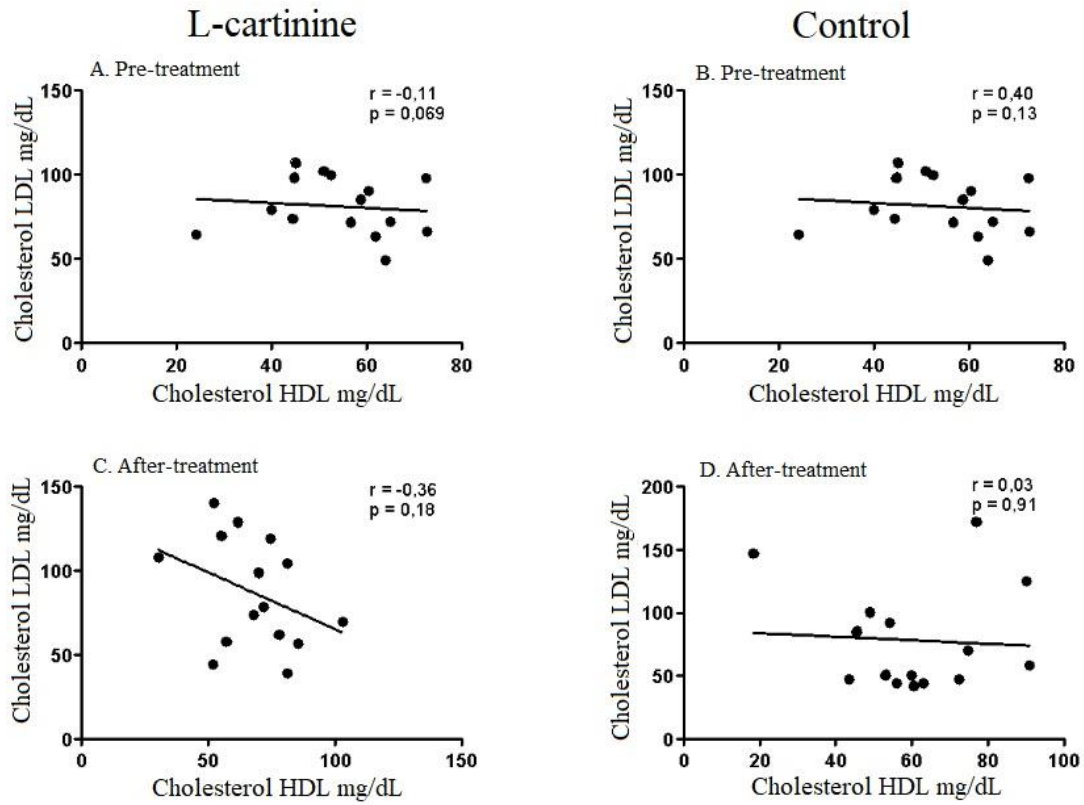 L-cartinine
Control
A. Pre-treatment
r = -0,11
p = 0,069
150
100
50
0
Cholesterol LDL mg/dL
0 20 40 60 80
Cholesterol HDL mg/dL
B. Pre-treatment
r = 0,40
p = 0,13
150
100
50
0
Cholesterol LDL mg/dL
0 20 40 60 80
Cholesterol HDL mg/dL
C. After-treatment
r = -0,36
p = 0,18
150
100
50
0
Cholesterol LDL mg/dL
0 50 100 150
Cholesterol HDL mg/dL
D. After-treatment
r = 0,03
p = 0,91
200
150
100
50
0
Cholesterol LDL mg/dL
0 20 40 60 80 100
Cholesterol HDL mg/dL